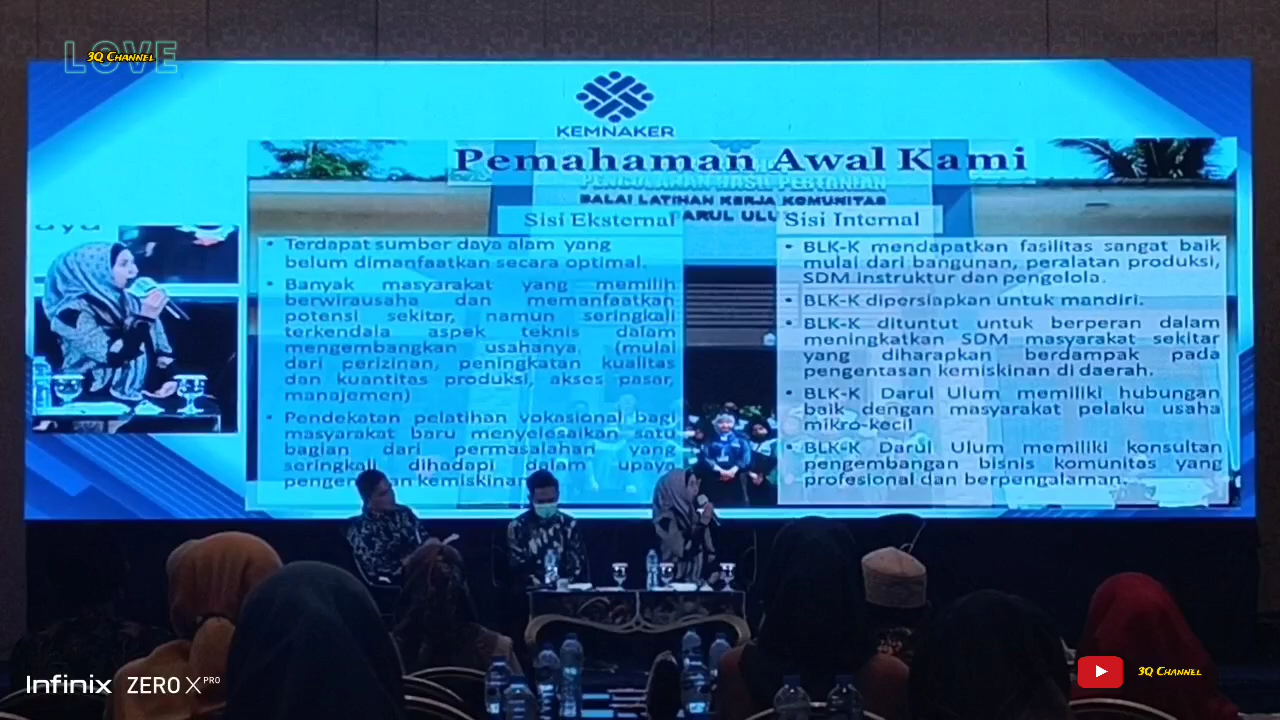 LOVE
3Q CHANNEL
KEMNAKER
Pemahaman Awal Kami
PENGOLAHAN HASIL PERTANIAN
BALAI LATIHAN KERJA KOMUNITAS
ARUL ULU
Sisi Eksternal
• Terdapat sumber daya alam yang
belum dimanfaatkan secara optimal.
• Banyak masyarakat yang memilih
berwirausaha dan memanfaatkan
potensi sekitar, namun seringkali
terkendala aspek teknis dalam
mengembangkan usahanya (mulai
dari perizinan, peningkatan kualitas
dan kuantitas produksi, akses pasar,
manajemen)
• Pendekatan pelatihan vokasional bagi
masyarakat baru menyelesaikan satu
bagian dari permasalahan yang
seringkali dihadapi dalam upaya
kemiskinan
Sisi Internal
• BLK-K mendapatkan fasilitas sangat baik
mulai dari bangunan, peralatan produksi,
SDM instruktur dan pengelola.
• BLK-K dipersiapkan untuk mandiri.
• BLK-K dituntut untuk berperan dalam
meningkatkan SDM masyarakat sekitar
yang diharapkan berdampak pada
pengentasan kemiskinan di daerah.
• BLK-K Darul Ulum memiliki hubungan
baik dengan masyarakat pelaku usaha
mikro-kecil
• BLK-K Darul Ulum memiliki konsultan
pengembangan bisnis komunitas yang
profesional dan berpengalaman.
Infinix ZERO X PRO
3Q CHANNEL